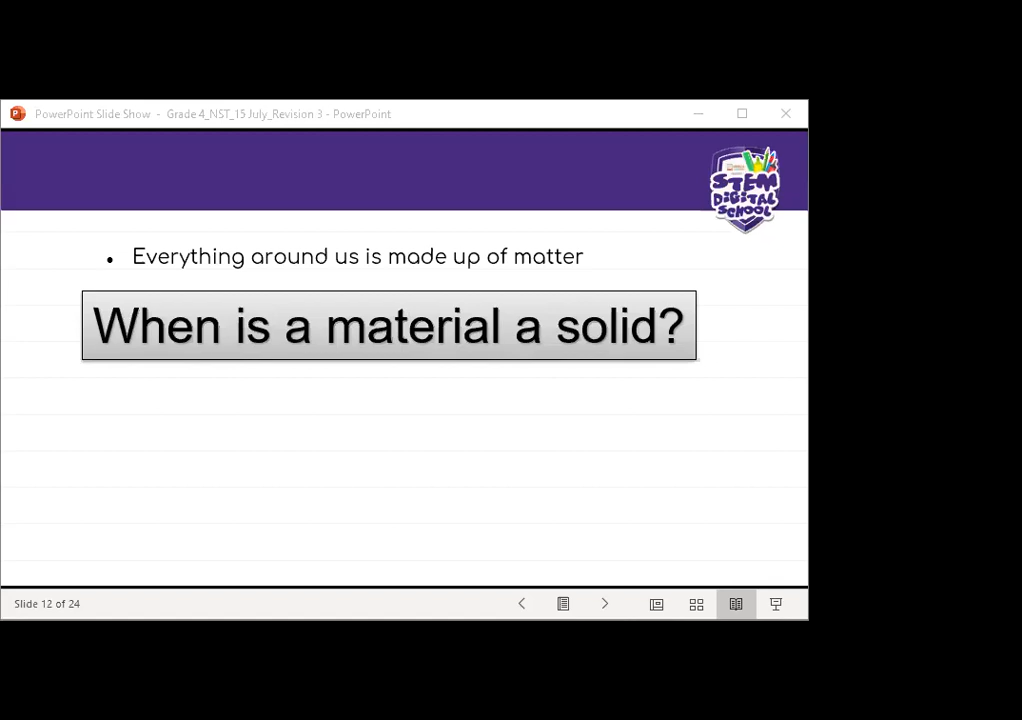 PowerPoint Slide Show - Grade 4_NST_15 July_Revision 3 - PowerPoint
STEM
DIGITAL
SCHOOL
• Everything around us is made up of matter
When is a material a solid?
Slide 12 of 24